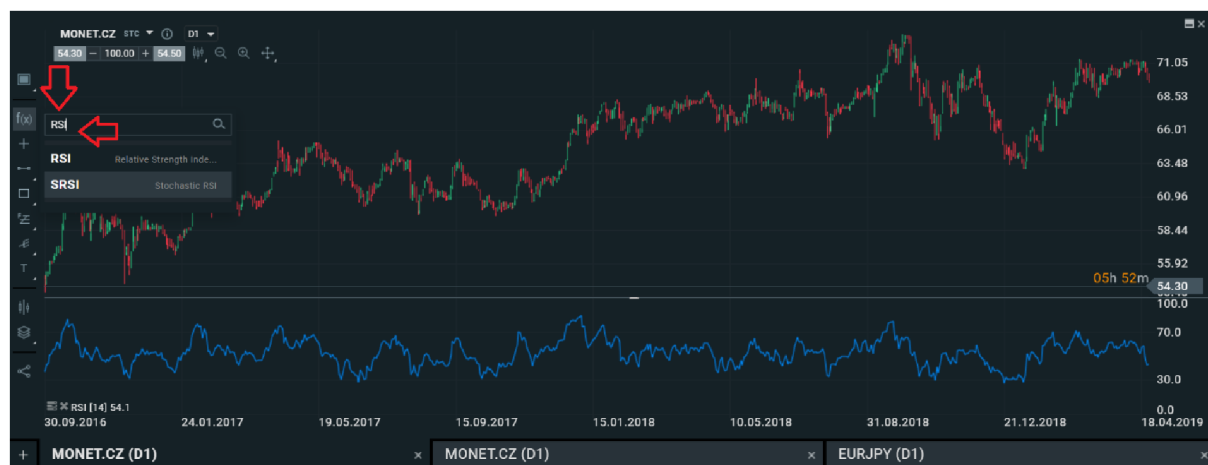 MONET.CZ STC D1
54.30 − 100.00 + 54.50
71.05
68.53
f(x) RSI
66.01
RSI Relative Strength Inde...
63.48
SRSI Stochastic RSI
60.96
58.44
T
55.92
05h 52m
54.30
100.0
70.0
30.0
RSI [14] 54.1
0.0
30.09.2016 24.01.2017 19.05.2017 15.09.2017 15.01.2018 10.05.2018 31.08.2018 21.12.2018 18.04.2019
+ MONET.CZ (D1) × MONET.CZ (D1) × EURJPY (D1) ×